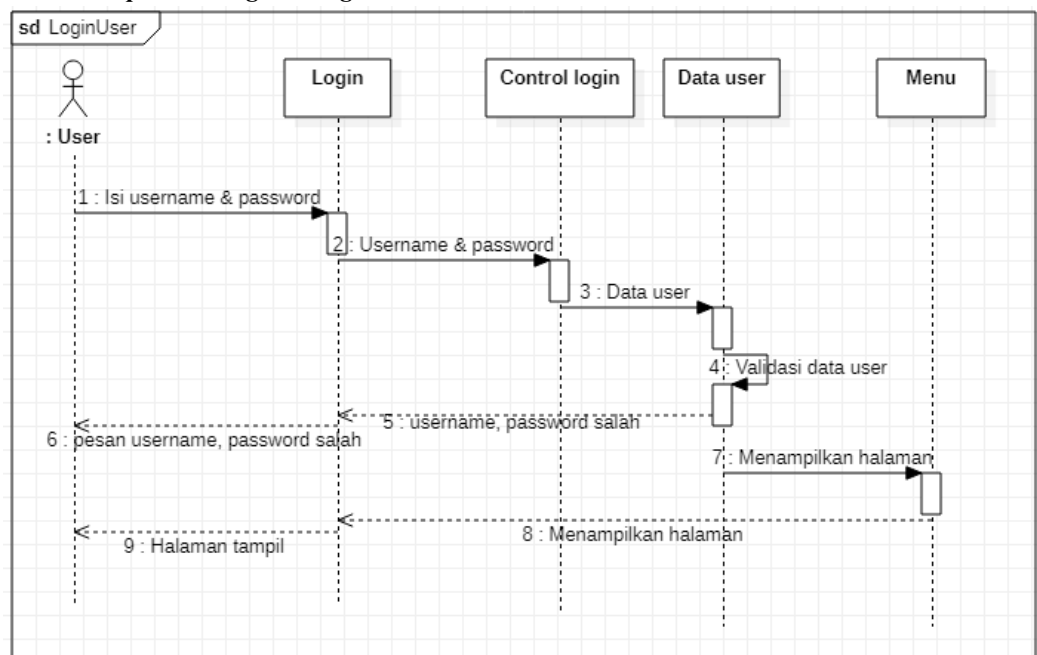 sd LoginUser
Login
Control login
Data user
Menu
: User
1 : Isi username & password
2 : Username & password
3 : Data user
4 : Validasi data user
5 : username, password salah
6 : pesan username, password salah
7 : Menampilkan halaman
8 : Menampilkan halaman
9 : Halaman tampil